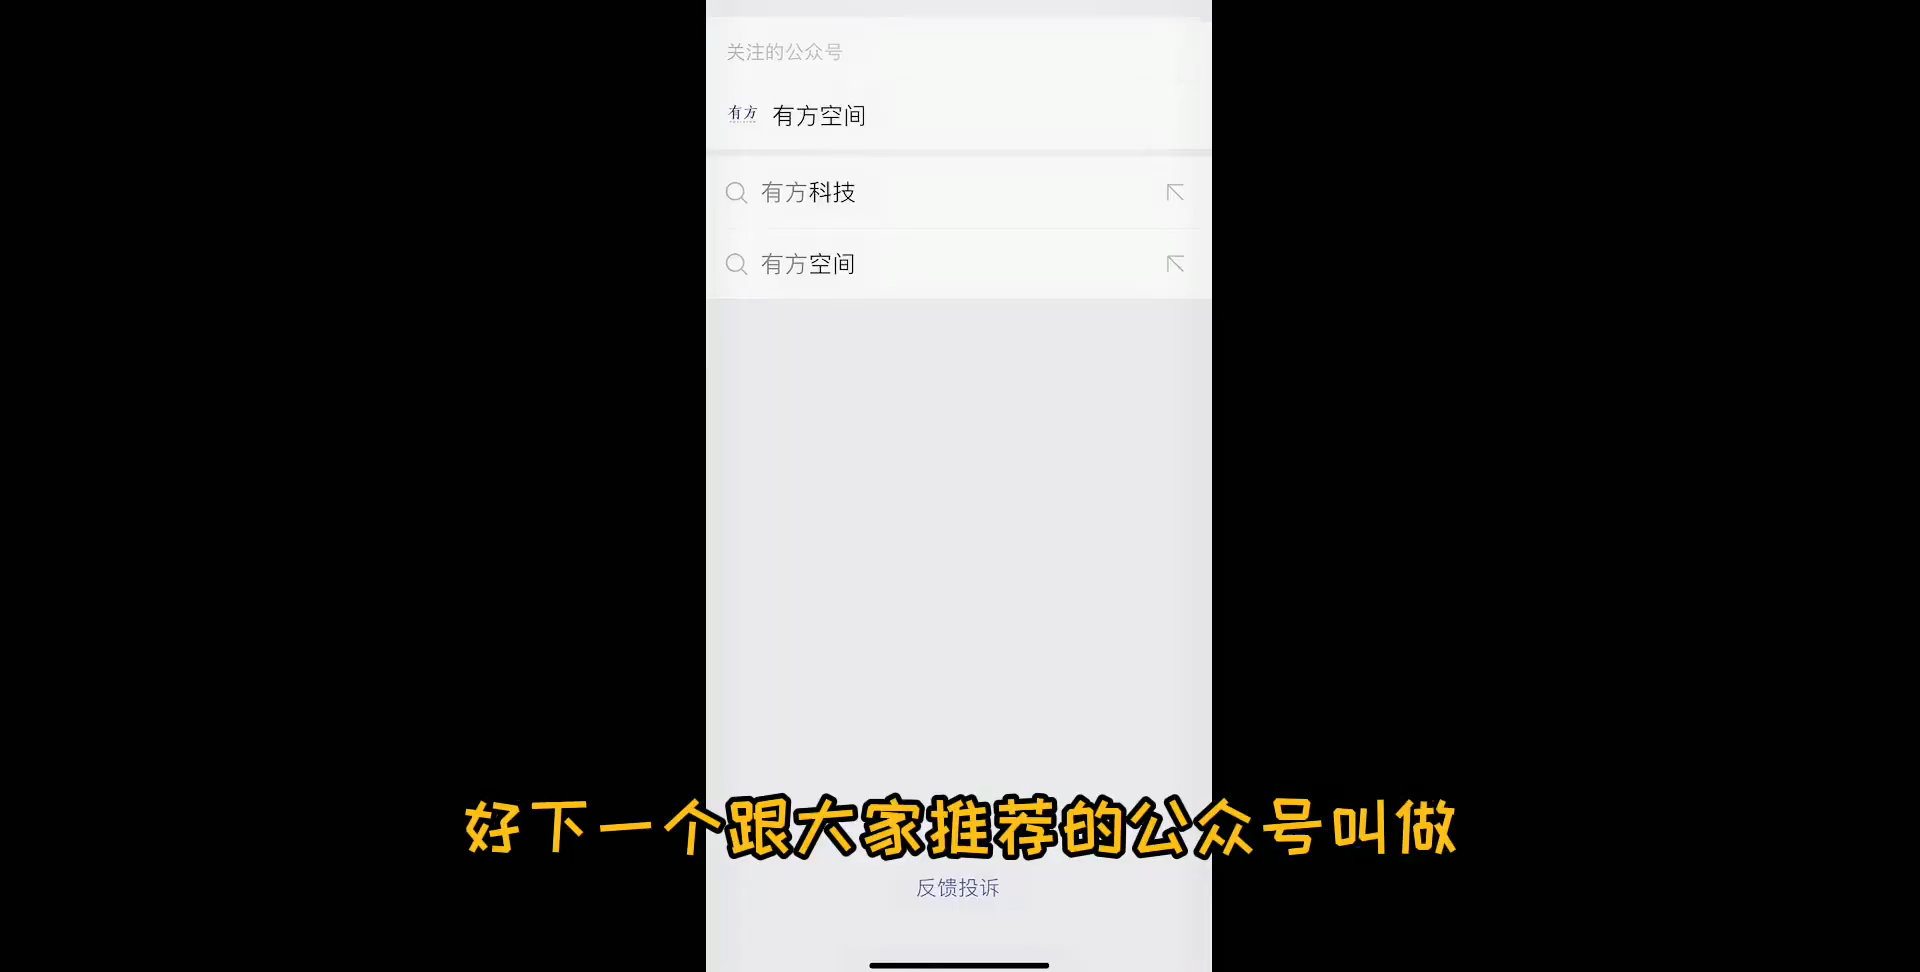 关注的公众号
有方 有方空间
有方科技
有方空间
好下一个跟大家推荐的公众号叫做
反馈投诉